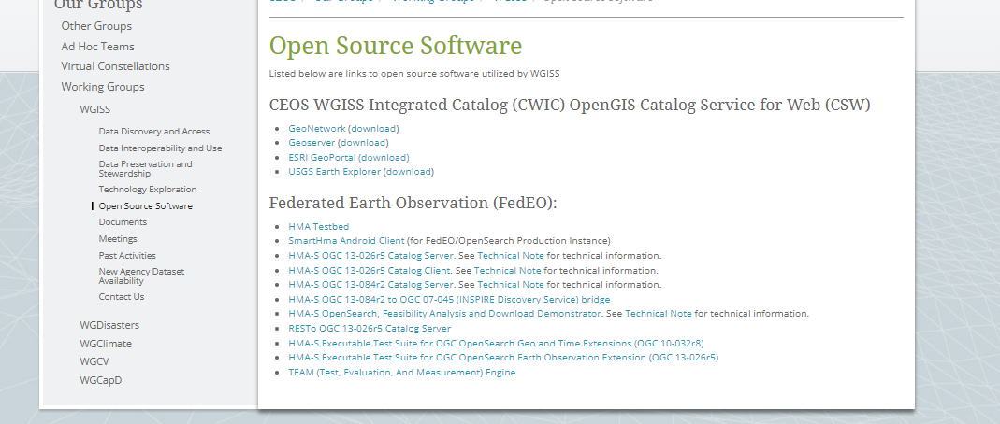 Our Groups
Other Groups
Ad Hoc Teams
Virtual Constellations
Working Groups
WGISS
Data Discovery and Access
Data Interoperability and Use
Data Preservation and
Stewardship
Technology Exploration
Open Source Software
Documents
Meetings
Past Activities
New Agency Dataset
Availability
Contact Us
WGDisasters
WGClimate
WGCV
WGCapD
Open Source Software
Listed below are links to open source software utilized by WGISS
CEOS WGISS Integrated Catalog (CWIC) OpenGIS Catalog Service for Web (CSW)
GeoNetwork (download)
Geoserver (download)
ESRI GeoPortal (download)
USGS Earth Explorer (download)
Federated Earth Observation (FedEO):
HMA Testbed
SmartHma Android Client (for FedEO/OpenSearch Production Instance)
HMA-S OGC 13-026r5 Catalog Server. See Technical Note for technical information.
HMA-S OGC 13-026r5 Catalog Client. See Technical Note for technical information.
HMA-S OGC 13-084r2 Catalog Server. See Technical Note for technical information.
HMA-S OGC 13-084r2 to OGC 07-045 (INSPIRE Discovery Service) bridge
HMA-S OpenSearch, Feasibility Analysis and Download Demonstrator. See Technical Note for technical information.
RESTo OGC 13-026r5 Catalog Server
HMA-S Executable Test Suite for OGC OpenSearch Geo and Time Extensions (OGC 10-032r8)
HMA-S Executable Test Suite for OGC OpenSearch Earth Observation Extension (OGC 13-026r5)
TEAM (Test, Evaluation, And Measurement) Engine